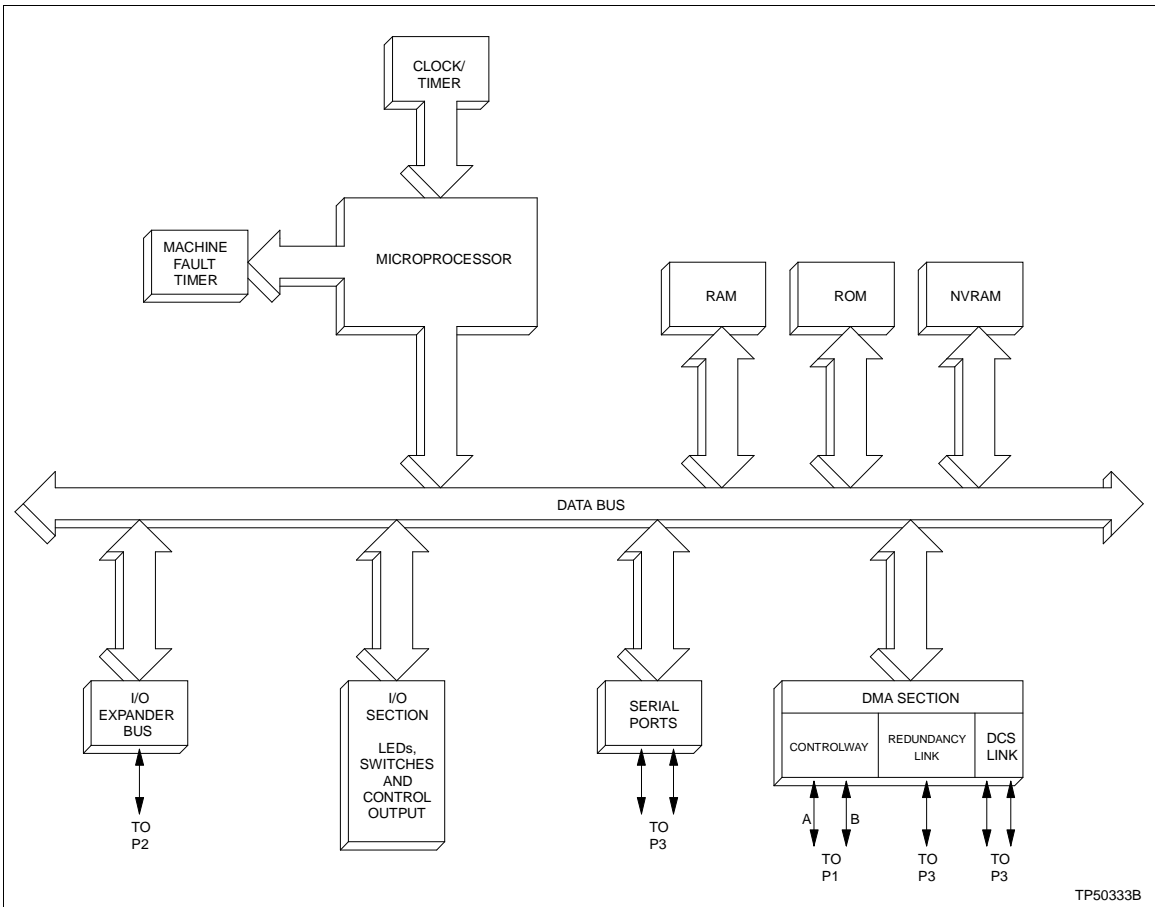 CLOCK/
TIMER
MACHINE
FAULT
TIMER
MICROPROCESSOR
RAM
ROM
NVRAM
DATA BUS
I/O
EXPANDER
BUS
TO
P2
I/O
SECTION
LEDs,
SWITCHES
AND
CONTROL
OUTPUT
SERIAL
PORTS
TO
P3
DMA SECTION
CONTROLWAY
REDUNDANCY
LINK
DCS
LINK
A
B
TO
P1
TO
P3
TO
P3
TP50333B